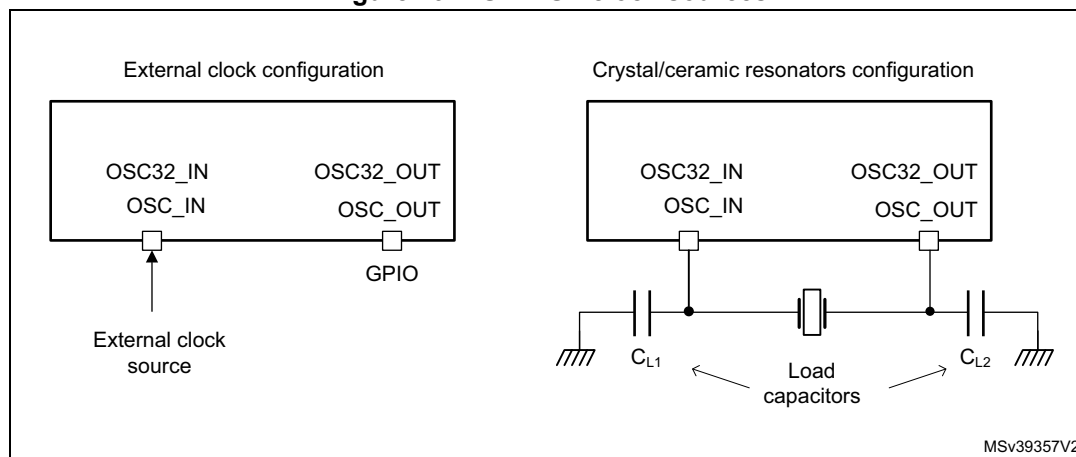 External clock configuration
OSC32_IN OSC32_OUT
OSC_IN OSC_OUT
GPIO
External clock
source
Crystal/ceramic resonators configuration
OSC32_IN OSC32_OUT
OSC_IN OSC_OUT
CL1 CL2
Load
capacitors
MSv39357V2